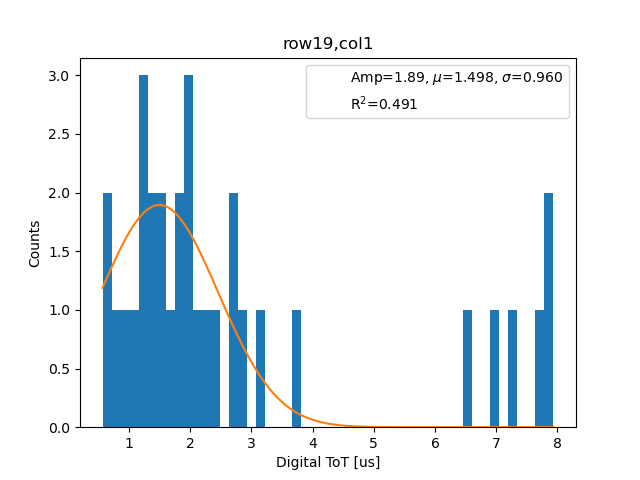 row19,col1
Amp=1.89, μ=1.498, σ=0.960
R²=0.491
3.0
2.5
2.0
1.5
1.0
0.5
0.0
Counts
1 2 3 4 5 6 7 8
Digital ToT [us]